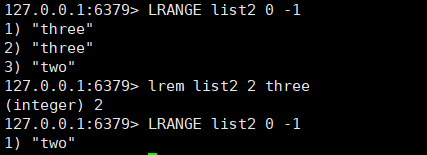 127.0.0.1:6379> LRANGE list2 0 -1
1) "three"
2) "three"
3) "two"
127.0.0.1:6379> lrem list2 2 three
(integer) 2
127.0.0.1:6379> LRANGE list2 0 -1
1) "two"